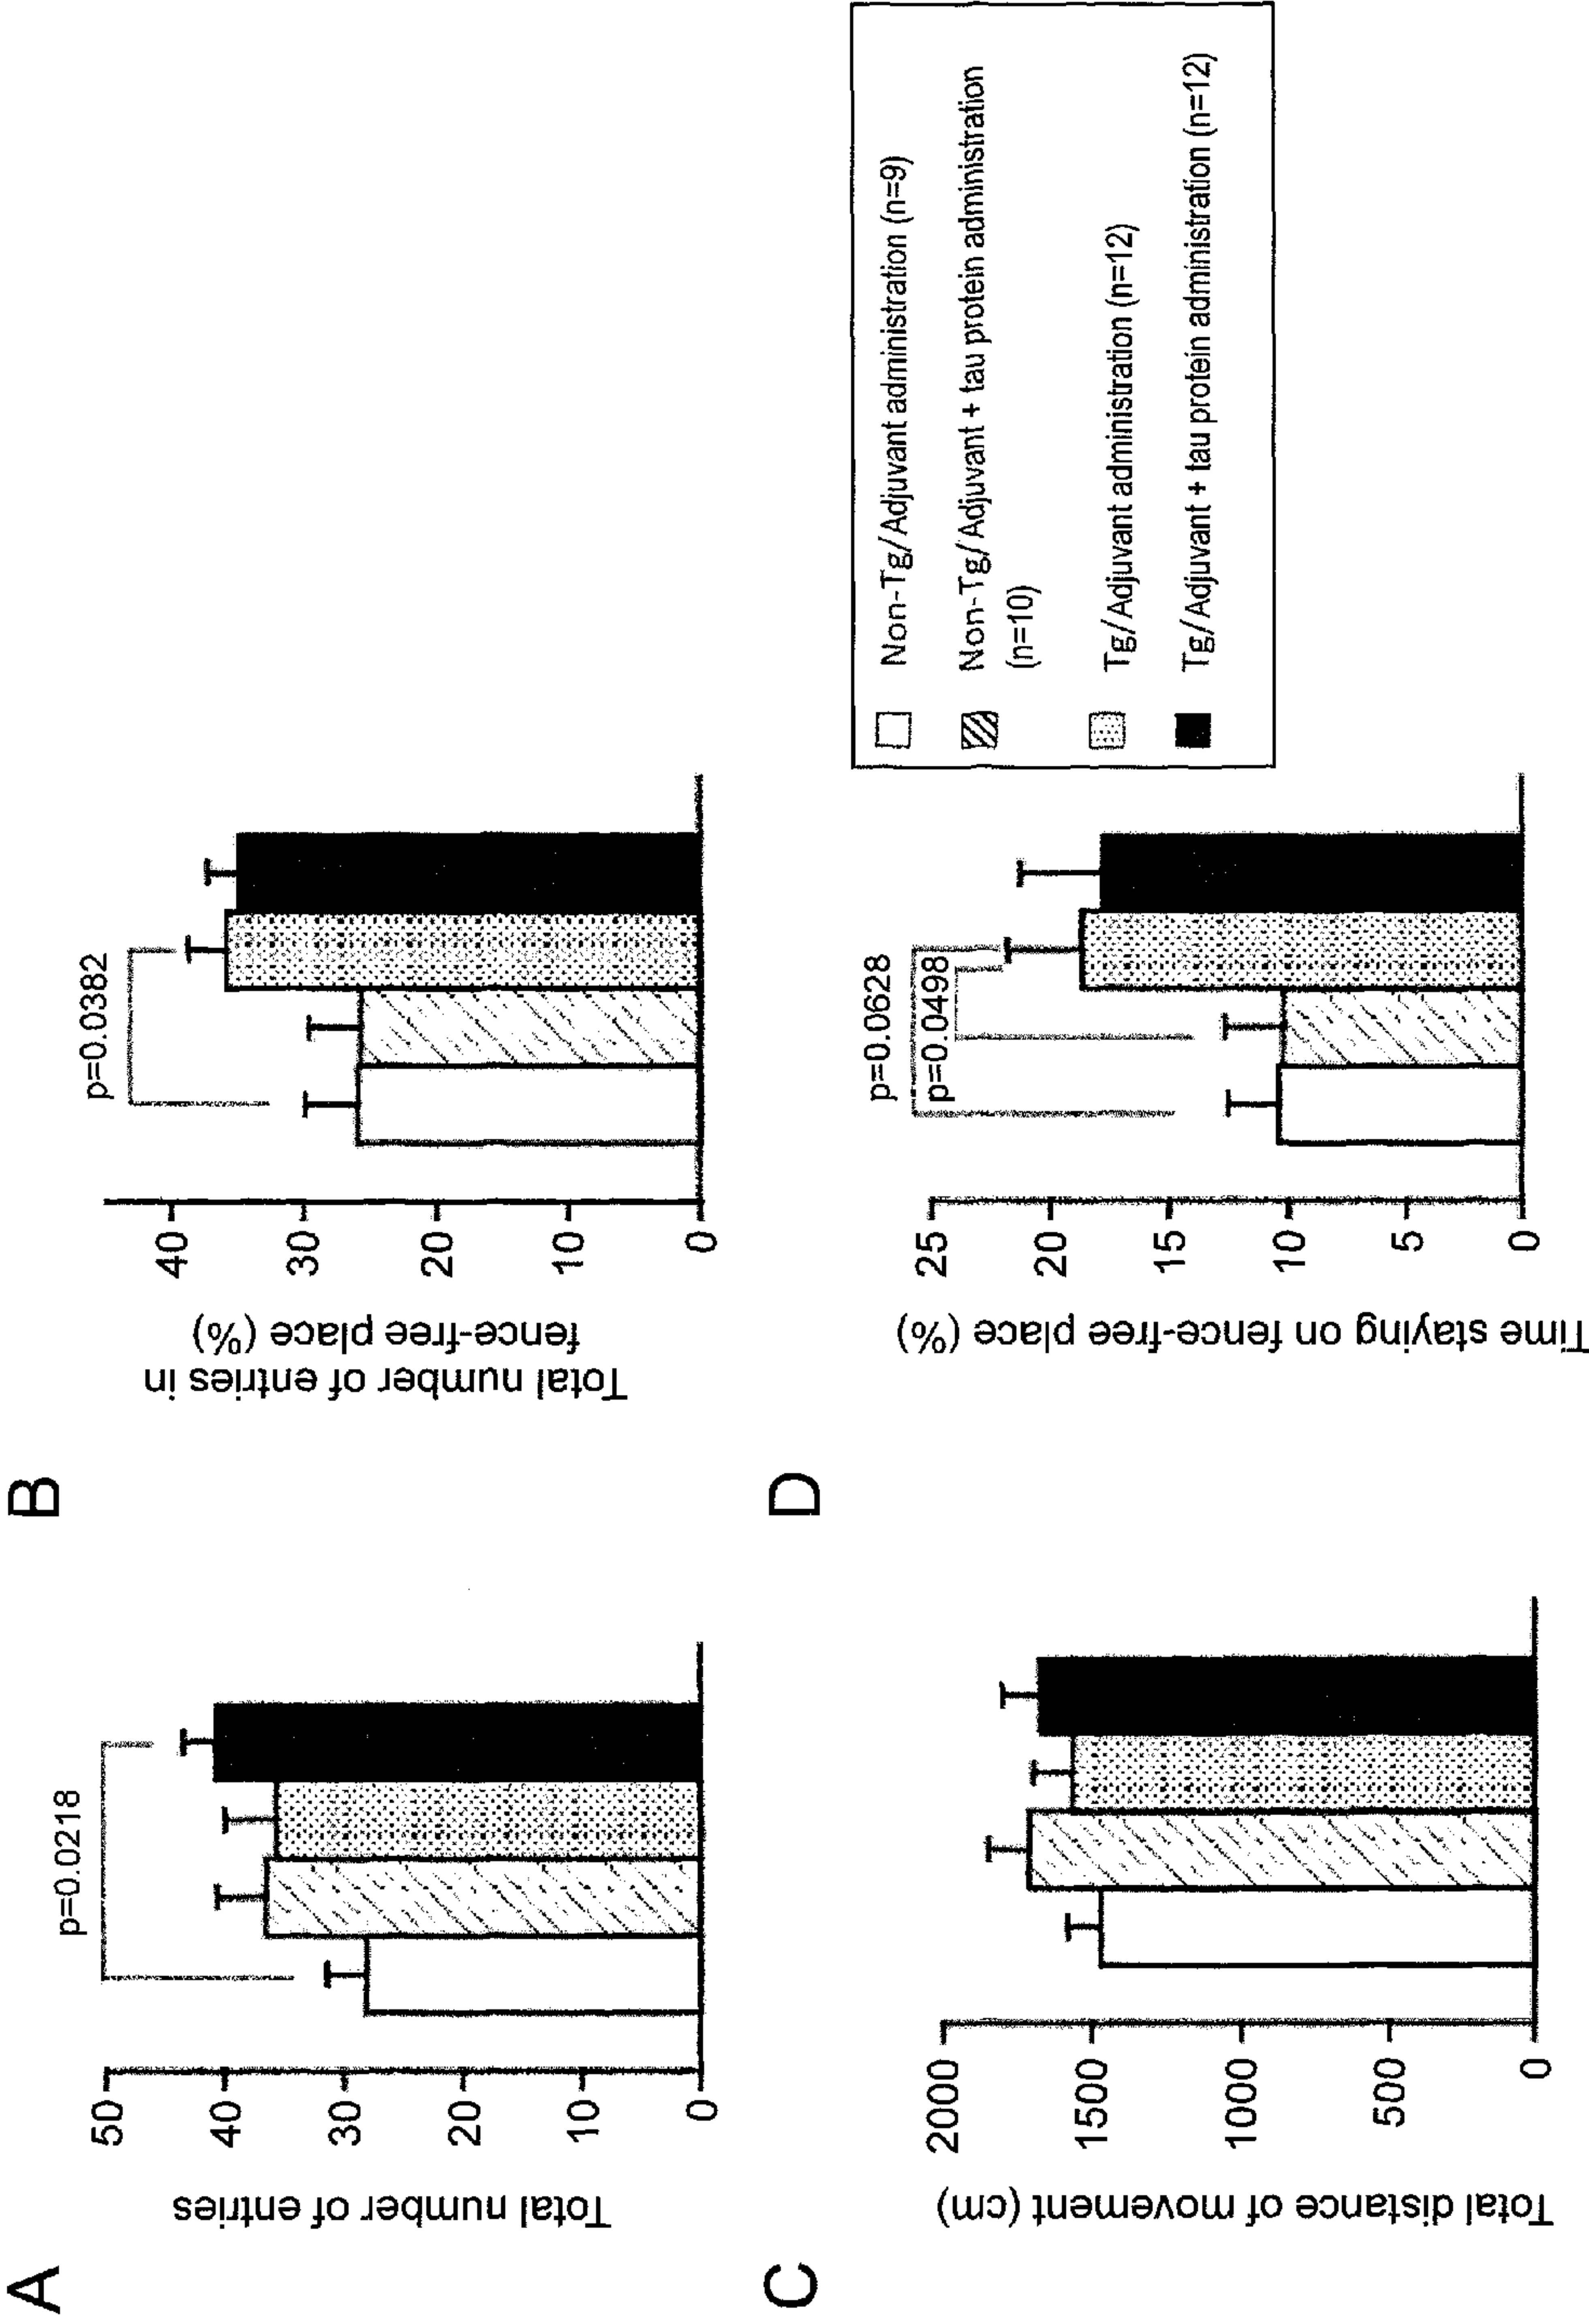 A
Total number of entries
50
40
30
20
10
0
p=0.0218
B
Total number of entries in
fence-free place (%)
40
30
20
10
0
p=0.0382
C
Total distance of movement (cm)
2000
1500
1000
500
0
D
Time staying on fence-free place (%)
25
20
15
10
5
0
p=0.0628
p=0.0498
Non-Tg/Adjuvant administration (n=9)
Non-Tg/Adjuvant + tau protein administration
(n=10)
Tg/Adjuvant administration (n=12)
Tg/Adjuvant + tau protein administration (n=12)